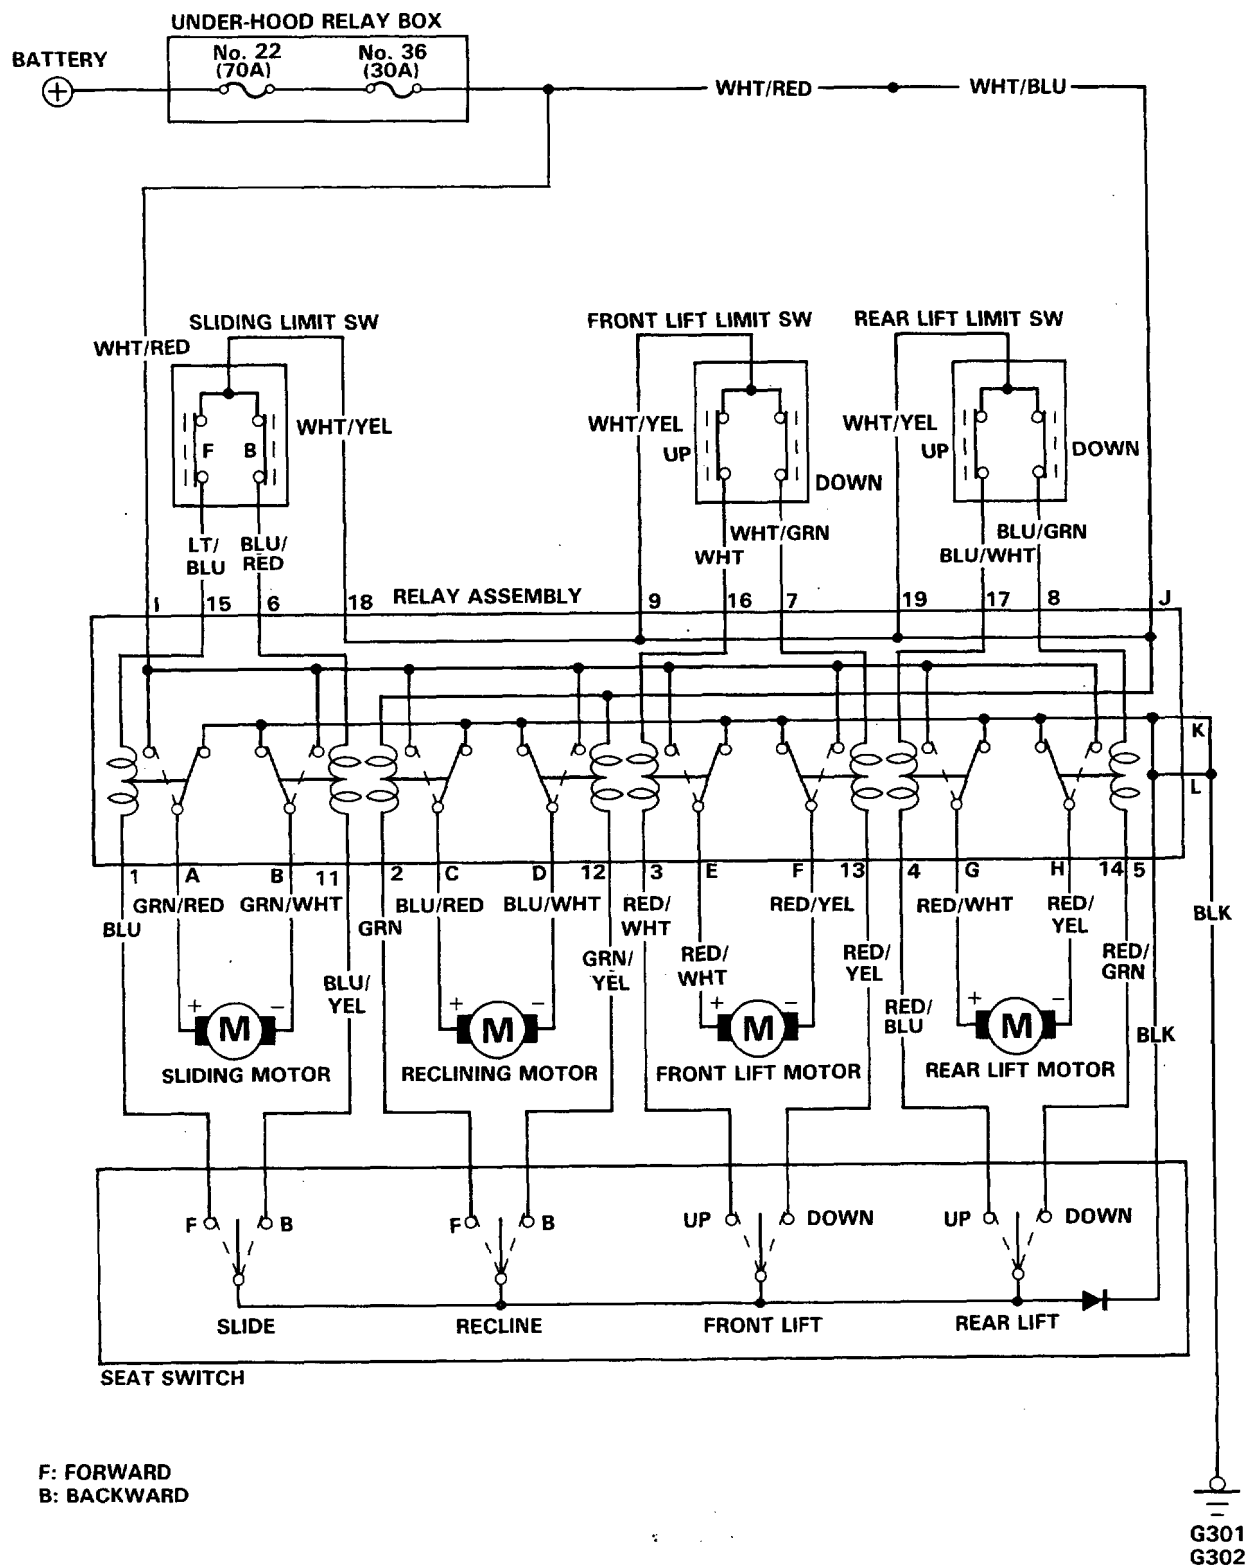 UNDER-HOOD RELAY BOX
BATTERY
No. 22
(70A)
No. 36
(30A)
WHT/RED
WHT/BLU
SLIDING LIMIT SW
FRONT LIFT LIMIT SW
REAR LIFT LIMIT SW
WHT/RED
WHT/YEL
WHT/YEL
WHT/YEL
F B
UP
DOWN
UP
DOWN
LT/
BLU
BLU/
RED
WHT
WHT/GRN
BLU/WHT
BLU/GRN
I 15 6 18 RELAY ASSEMBLY 9 16 7 19 17 8 J
K
L
1 A B 11 2 C D 12 3 E F 13 4 G H 14 5
BLU
GRN/RED
GRN/WHT
BLU/
YEL
GRN
BLU/RED
BLU/WHT
GRN/
YEL
RED/
WHT
RED/
WHT
RED/YEL
RED/
YEL
RED/
BLU
RED/WHT
RED/
YEL
RED/
GRN
BLK
BLK
+ M −
+ M −
+ M −
+ M −
SLIDING MOTOR
RECLINING MOTOR
FRONT LIFT MOTOR
REAR LIFT MOTOR
F B
F B
UP DOWN
UP DOWN
SLIDE
RECLINE
FRONT LIFT
REAR LIFT
SEAT SWITCH
F: FORWARD
B: BACKWARD
G301
G302